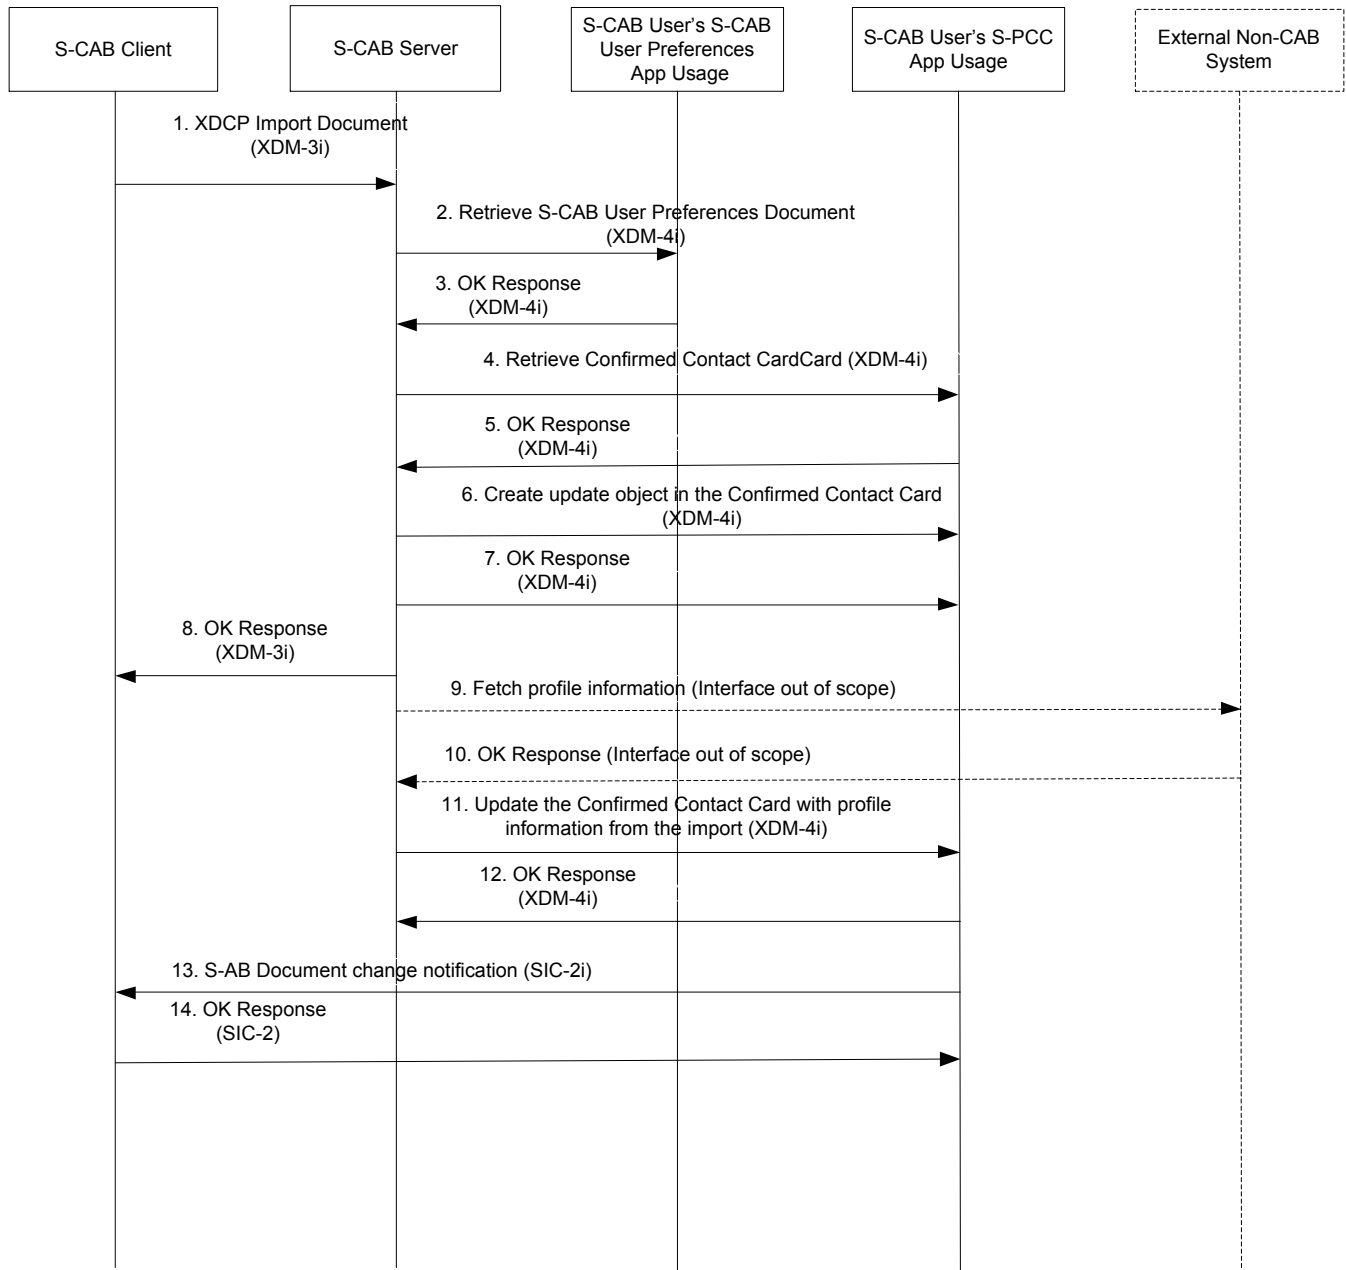 S-CAB Client
S-CAB Server
S-CAB User's S-CAB
User Preferences
App Usage
S-CAB User's S-PCC
App Usage
External Non-CAB
System
1. XDCP Import Document
(XDM-3i)
2. Retrieve S-CAB User Preferences Document
(XDM-4i)
3. OK Response
(XDM-4i)
4. Retrieve Confirmed Contact CardCard (XDM-4i)
5. OK Response
(XDM-4i)
6. Create update object in the Confirmed Contact Card
(XDM-4i)
7. OK Response
(XDM-4i)
8. OK Response
(XDM-3i)
9. Fetch profile information (Interface out of scope)
10. OK Response (Interface out of scope)
11. Update the Confirmed Contact Card with profile
information from the import (XDM-4i)
12. OK Response
(XDM-4i)
13. S-AB Document change notification (SIC-2i)
14. OK Response
(SIC-2)